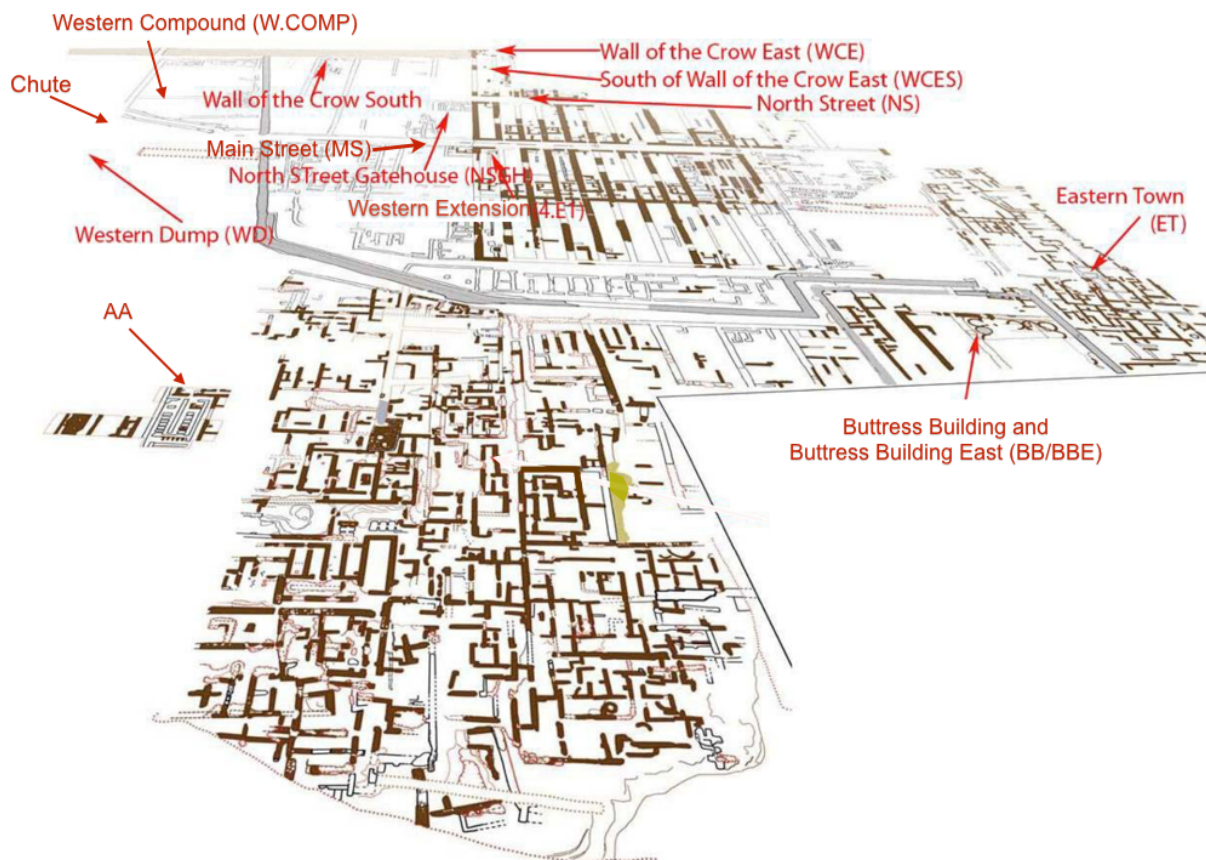 Western Compound (W.COMP)
Wall of the Crow East (WCE)
South of Wall of the Crow East (WCES)
Chute
Wall of the Crow South
North Street (NS)
Main Street (MS)
North STreet Gatehouse (NSGH)
Western Extension (4.ET)
Eastern Town
(ET)
Western Dump (WD)
AA
Buttress Building and
Buttress Building East (BB/BBE)